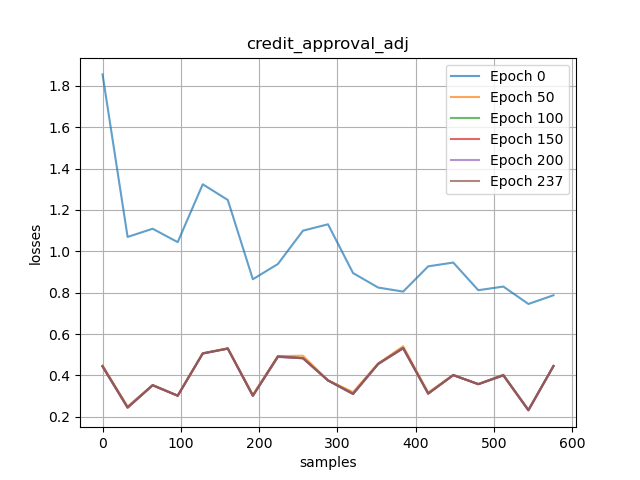 credit_approval_adj
Epoch 0
Epoch 50
Epoch 100
Epoch 150
Epoch 200
Epoch 237
losses
1.8
1.6
1.4
1.2
1.0
0.8
0.6
0.4
0.2
0 100 200 300 400 500 600
samples